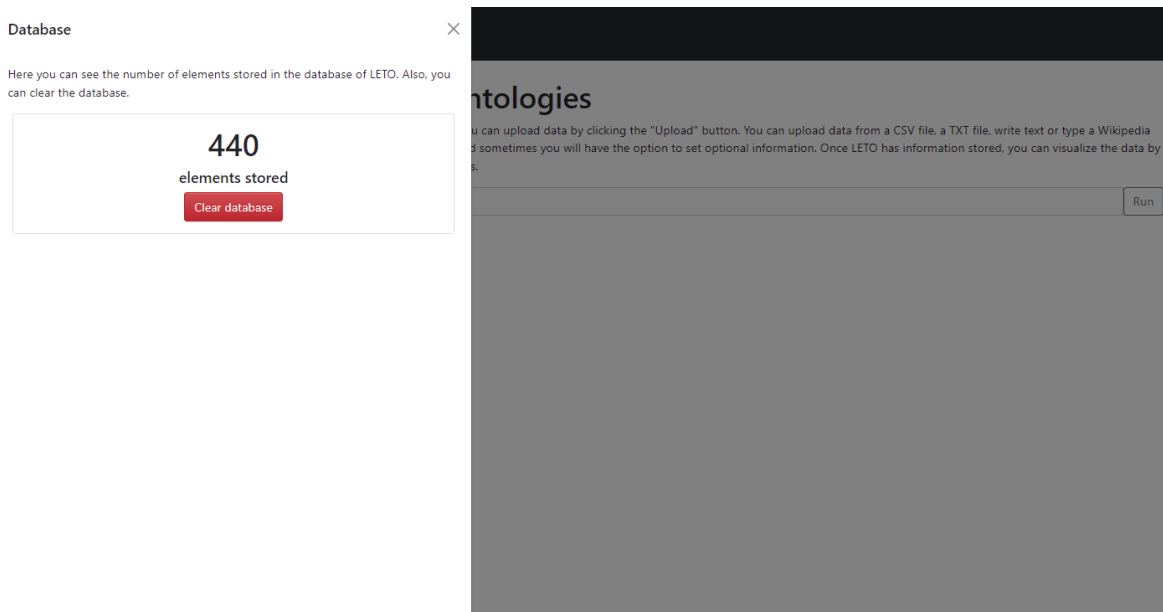 Database
Here you can see the number of elements stored in the database of LETO. Also, you
can clear the database.
440
elements stored
Clear database
ntologies
u can upload data by clicking the "Upload" button. You can upload data from a CSV file, a TXT file, write text or type a Wikipedia
d sometimes you will have the option to set optional information. Once LETO has information stored, you can visualize the data by
s.
Run